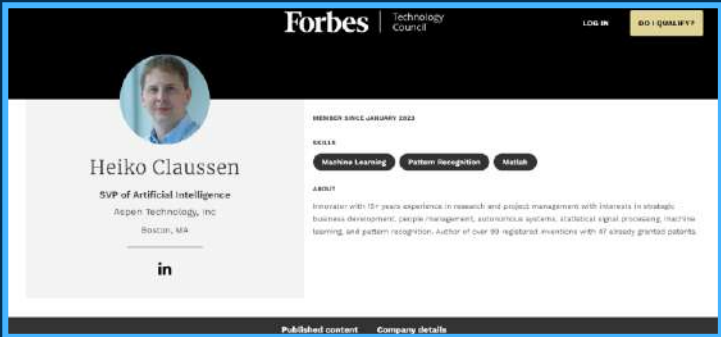 Forbes
Technology
Council
LOG IN
DO I QUALIFY?
MEMBER SINCE JANUARY 2023
SKILLS
Machine Learning Pattern Recognition Matlab
Heiko Claussen
SVP of Artificial Intelligence
Aspen Technology, Inc
Boston, MA
in
ABOUT
Innovator with 15+ years experience in research and project management with interests in strategic
business development, people management, autonomous systems, statistical signal processing, machine
learning, and pattern recognition. Author of over 99 registered inventions with 47 already granted patents.
Published content Company details